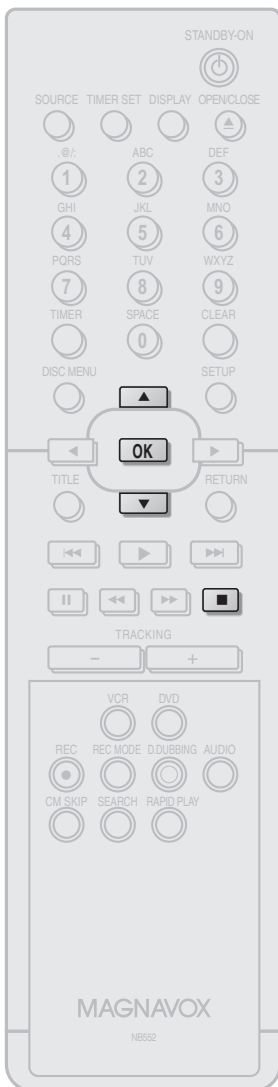 STANDBY-ON
SOURCE TIMER SET DISPLAY OPEN/CLOSE
.@/: ABC DEF
1 2 3
GHI JKL MNO
4 5 6
PQRS TUV WXYZ
7 8 9
TIMER SPACE CLEAR
0
DISC MENU SETUP
OK
TITLE RETURN
TRACKING
– +
VCR DVD
REC REC MODE D.DUBBING AUDIO
CM SKIP SEARCH RAPID PLAY
MAGNAVOX
NB552